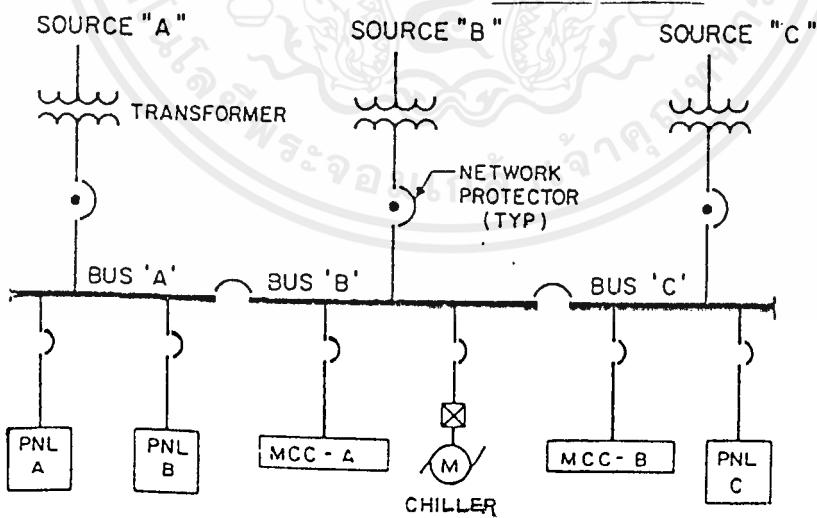 SOURCE "A"
SOURCE "B"
SOURCE "C"
TRANSFORMER
NETWORK
PROTECTOR
(TYP)
BUS 'A'
BUS 'B'
BUS 'C'
PNL
A
PNL
B
MCC-A
M
CHILLER
MCC-B
PNL
C